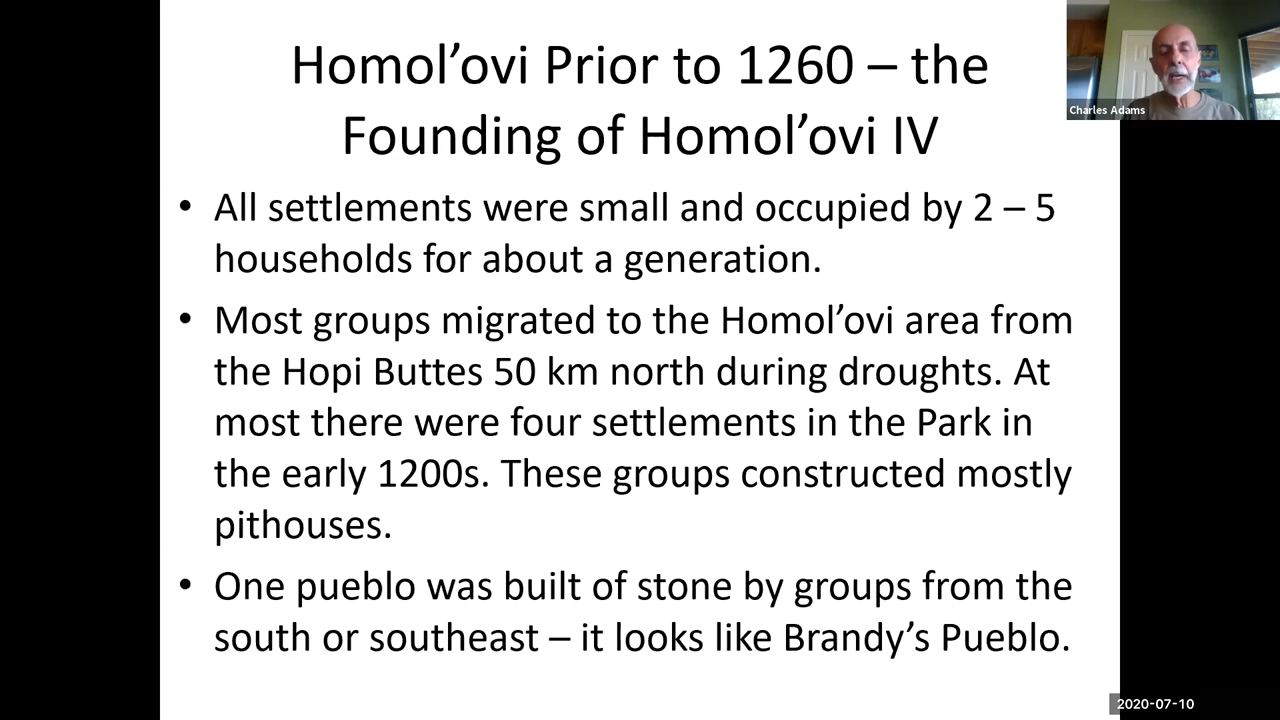 Homol’ovi Prior to 1260 – the
Founding of Homol’ovi IV
• All settlements were small and occupied by 2 – 5
households for about a generation.
• Most groups migrated to the Homol’ovi area from
the Hopi Buttes 50 km north during droughts. At
most there were four settlements in the Park in
the early 1200s. These groups constructed mostly
pithouses.
• One pueblo was built of stone by groups from the
south or southeast – it looks like Brandy’s Pueblo.
Charles Adams
2020-07-10